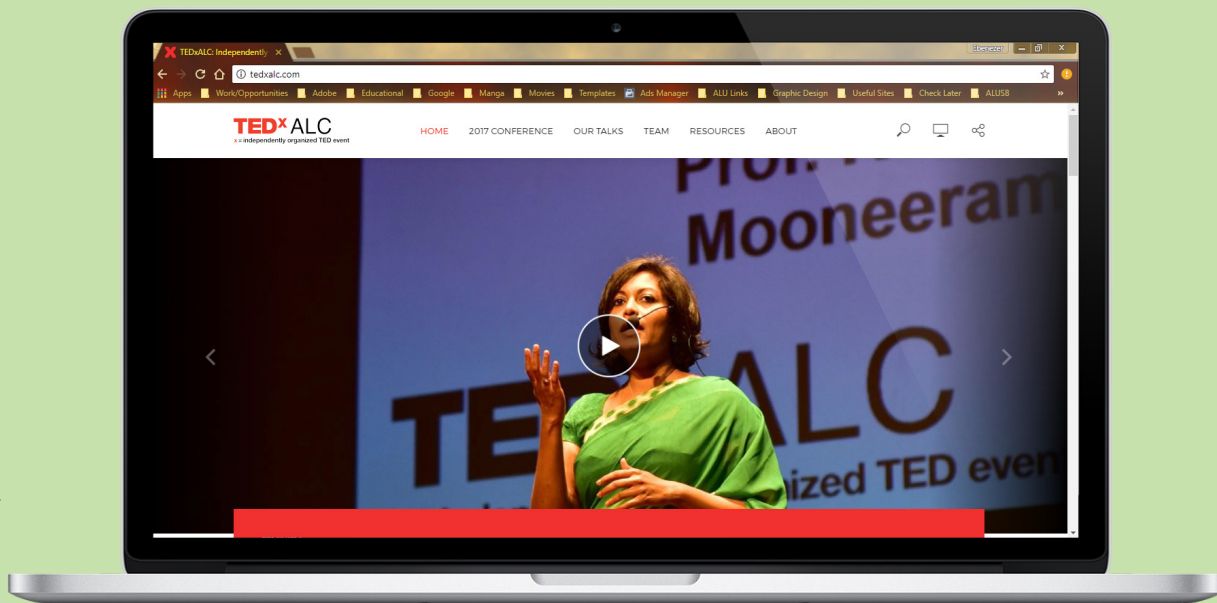 TEDxALC: Independently
Ebenezer
tedxalc.com
Apps Work/Opportunities Adobe Educational Google Manga Movies Templates Ads Manager ALU Links Graphic Design Useful Sites Check Later ALUSB
TEDx ALC
x = independently organized TED event
HOME 2017 CONFERENCE OUR TALKS TEAM RESOURCES ABOUT
Prof.
Mooneeram
TEDxALC
ized TED even